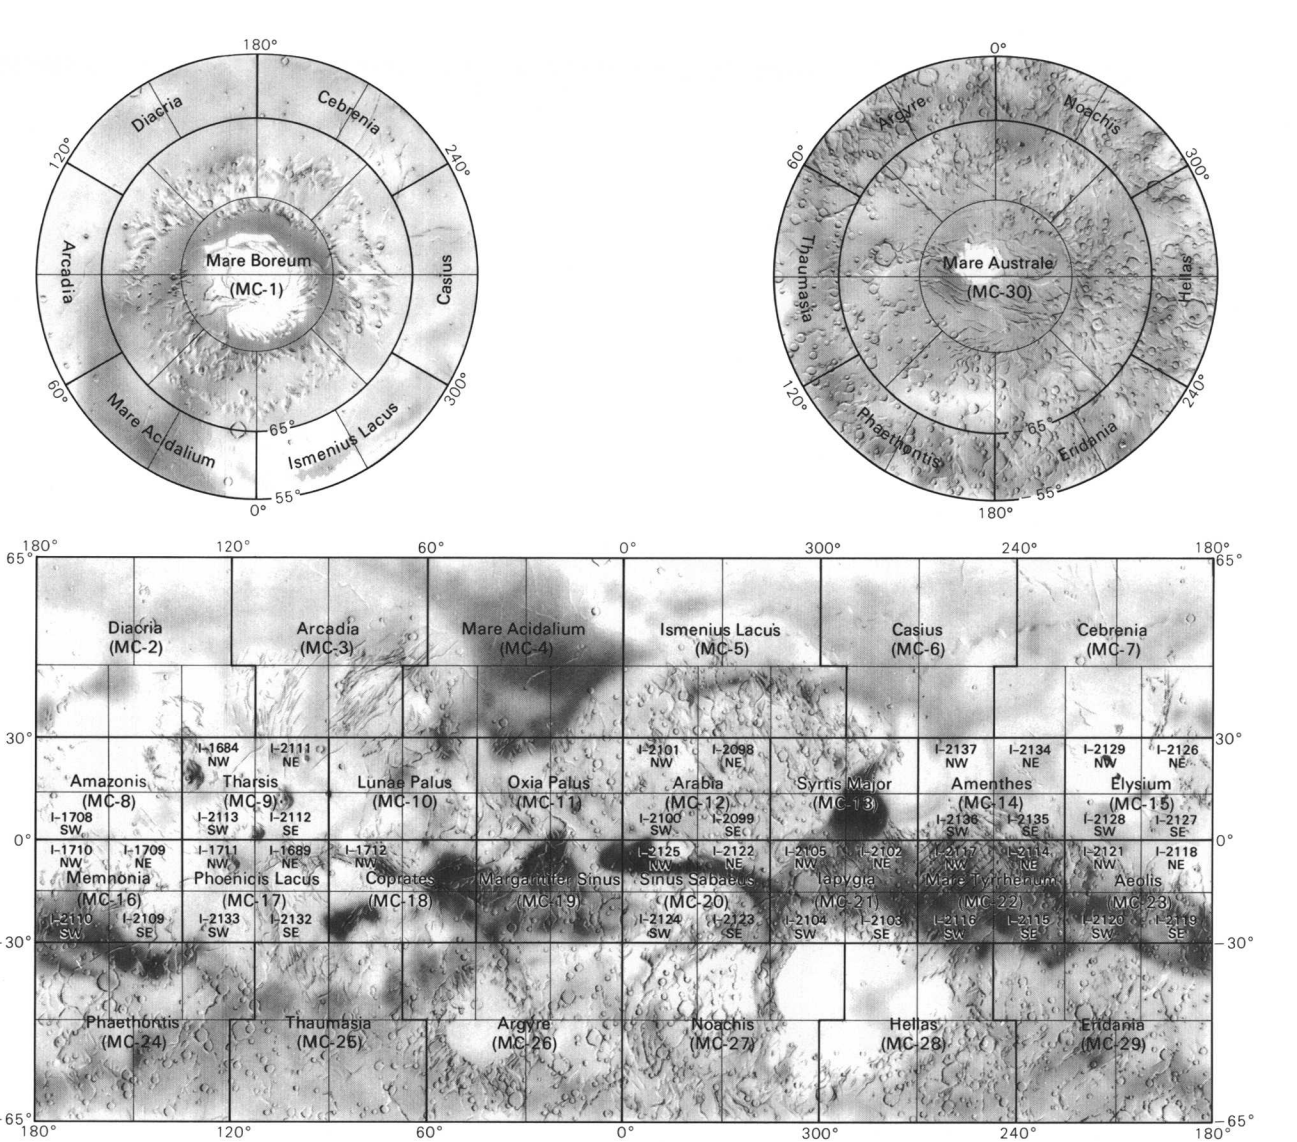 180°
Diacria
Cebrenia
120°
240°
Arcadia
Mare Boreum
(MC-1)
Casius
60°
300°
Mare Acidalium
65°
Ismenius Lacus
55°
0°
0°
Argyre
Noachis
60°
300°
Thaumasia
Mare Australe
(MC-30)
Hellas
120°
240°
Phaethontis
65°
Eridania
55°
180°
180° 120° 60° 0° 300° 240° 180°
65° 65°
Diacria Arcadia Mare Acidalium Ismenius Lacus Casius Cebrenia
(MC-2) (MC-3) (MC-4) (MC-5) (MC-6) (MC-7)
30° 30°
I-1684 I-2111 I-2101 I-2098 I-2137 I-2134 I-2129 I-2126
NW NE NW NE NW NE NW NE
Amazonis Tharsis Lunae Palus Oxia Palus Arabia Syrtis Major Amenthes Elysium
(MC-8) (MC-9) (MC-10) (MC-11) (MC-12) (MC-13) (MC-14) (MC-15)
I-1708 I-2113 I-2112 I-2100 I-2099 I-2136 I-2135 I-2128 I-2127
SW SW SE SW SE SW SE SW SE
0° 0°
I-1710 I-1709 I-1711 I-1689 I-1712 I-2125 I-2122 I-2105 I-2102 I-2117 I-2114 I-2121 I-2118
NW NE NW NE NW NW NE NW NE NW NE NW NE
Memnonia Phoenicis Lacus Coprates Margaritifer Sinus Sinus Sabaeus Iapygia Mare Tyrrhenum Aeolis
(MC-16) (MC-17) (MC-18) (MC-19) (MC-20) (MC-21) (MC-22) (MC-23)
I-2110 I-2109 I-2133 I-2132 I-2124 I-2123 I-2104 I-2103 I-2116 I-2115 I-2120 I-2119
SW SE SW SE SW SE SW SE SW SE SW SE
-30° -30°
Phaethontis Thaumasia Argyre Noachis Hellas Eridania
(MC-24) (MC-25) (MC-26) (MC-27) (MC-28) (MC-29)
-65° -65°
180° 120° 60° 0° 300° 240° 180°